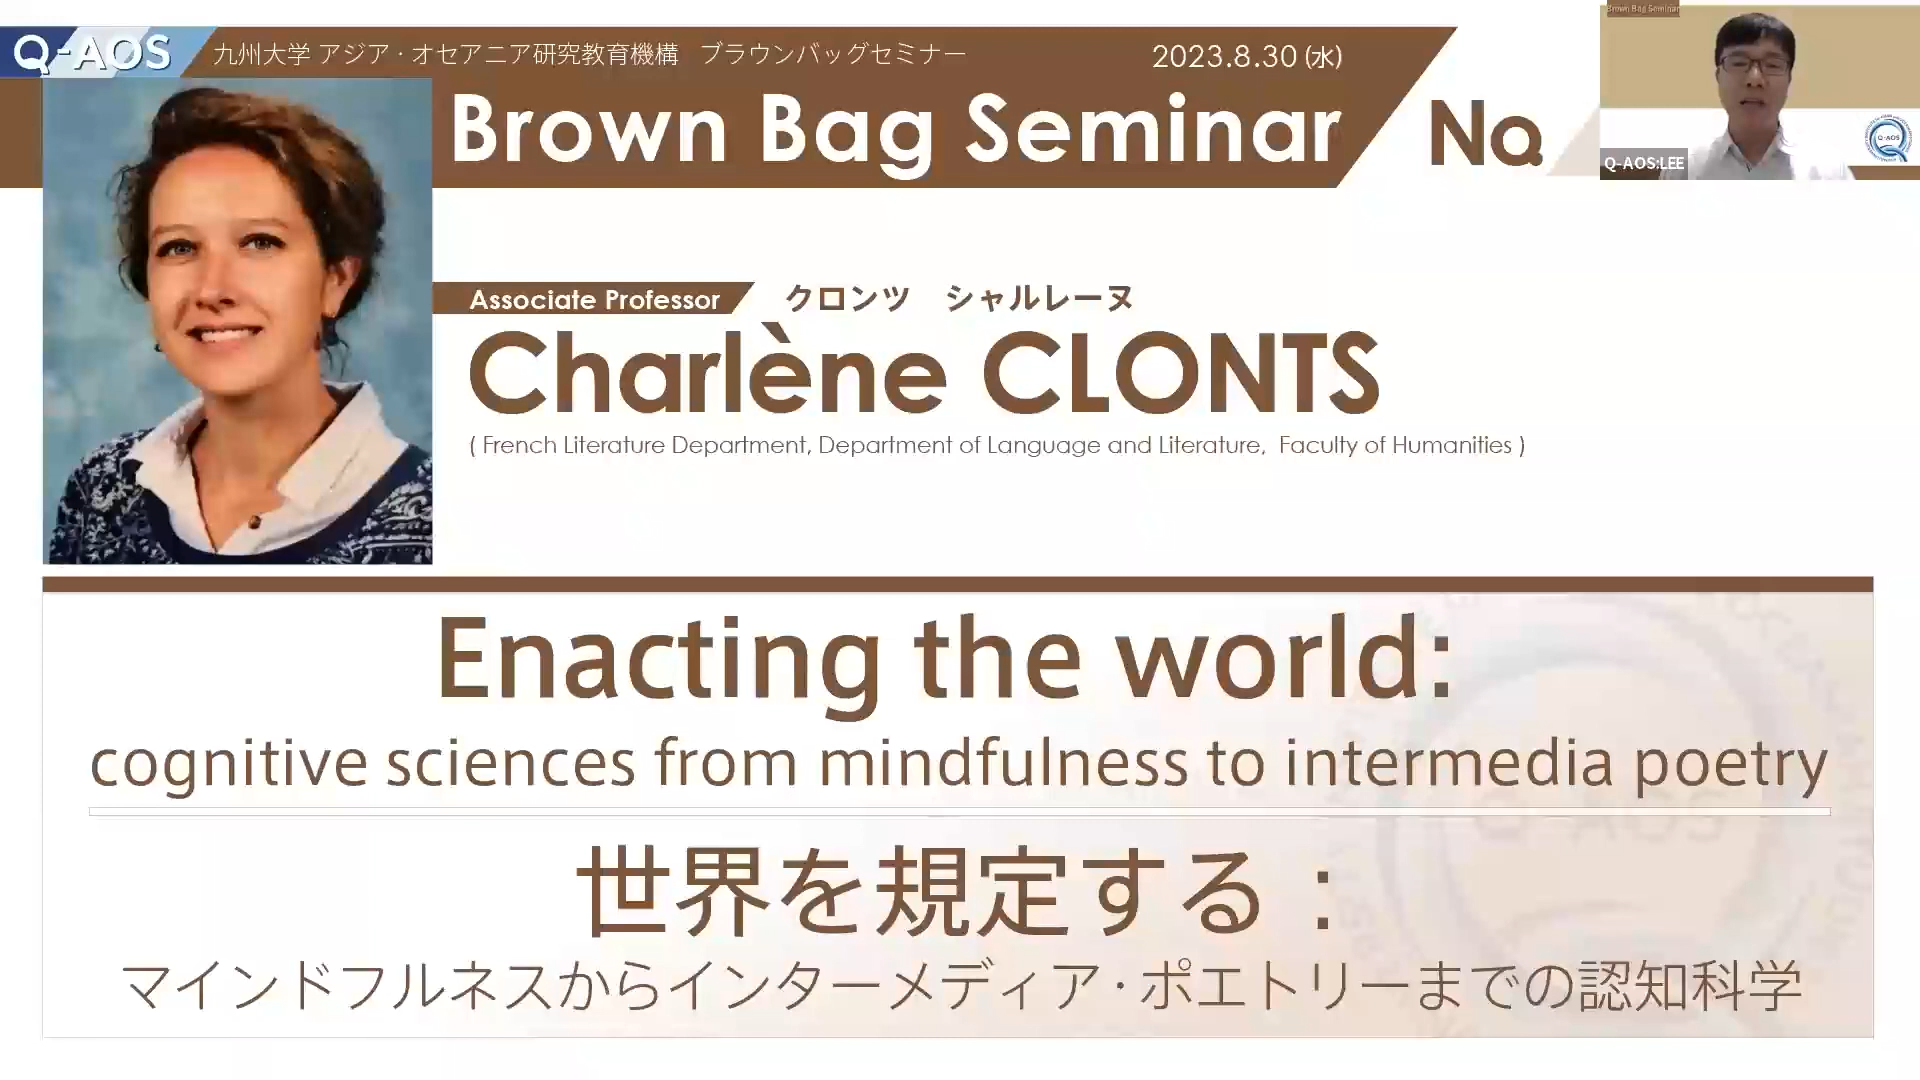 Q-AOS
九州大学 アジア・オセアニア研究教育機構 ブラウンバッグセミナー
2023.8.30 (水)
Brown Bag Seminar
No
Brown Bag Seminar
Q-AOS
Q-AOS:LEE
Associate Professor
クロンツ シャルレーヌ
Charlène CLONTS
( French Literature Department, Department of Language and Literature, Faculty of Humanities )
Enacting the world:
cognitive sciences from mindfulness to intermedia poetry
世界を規定する：
マインドフルネスからインターメディア・ポエトリーまでの認知科学